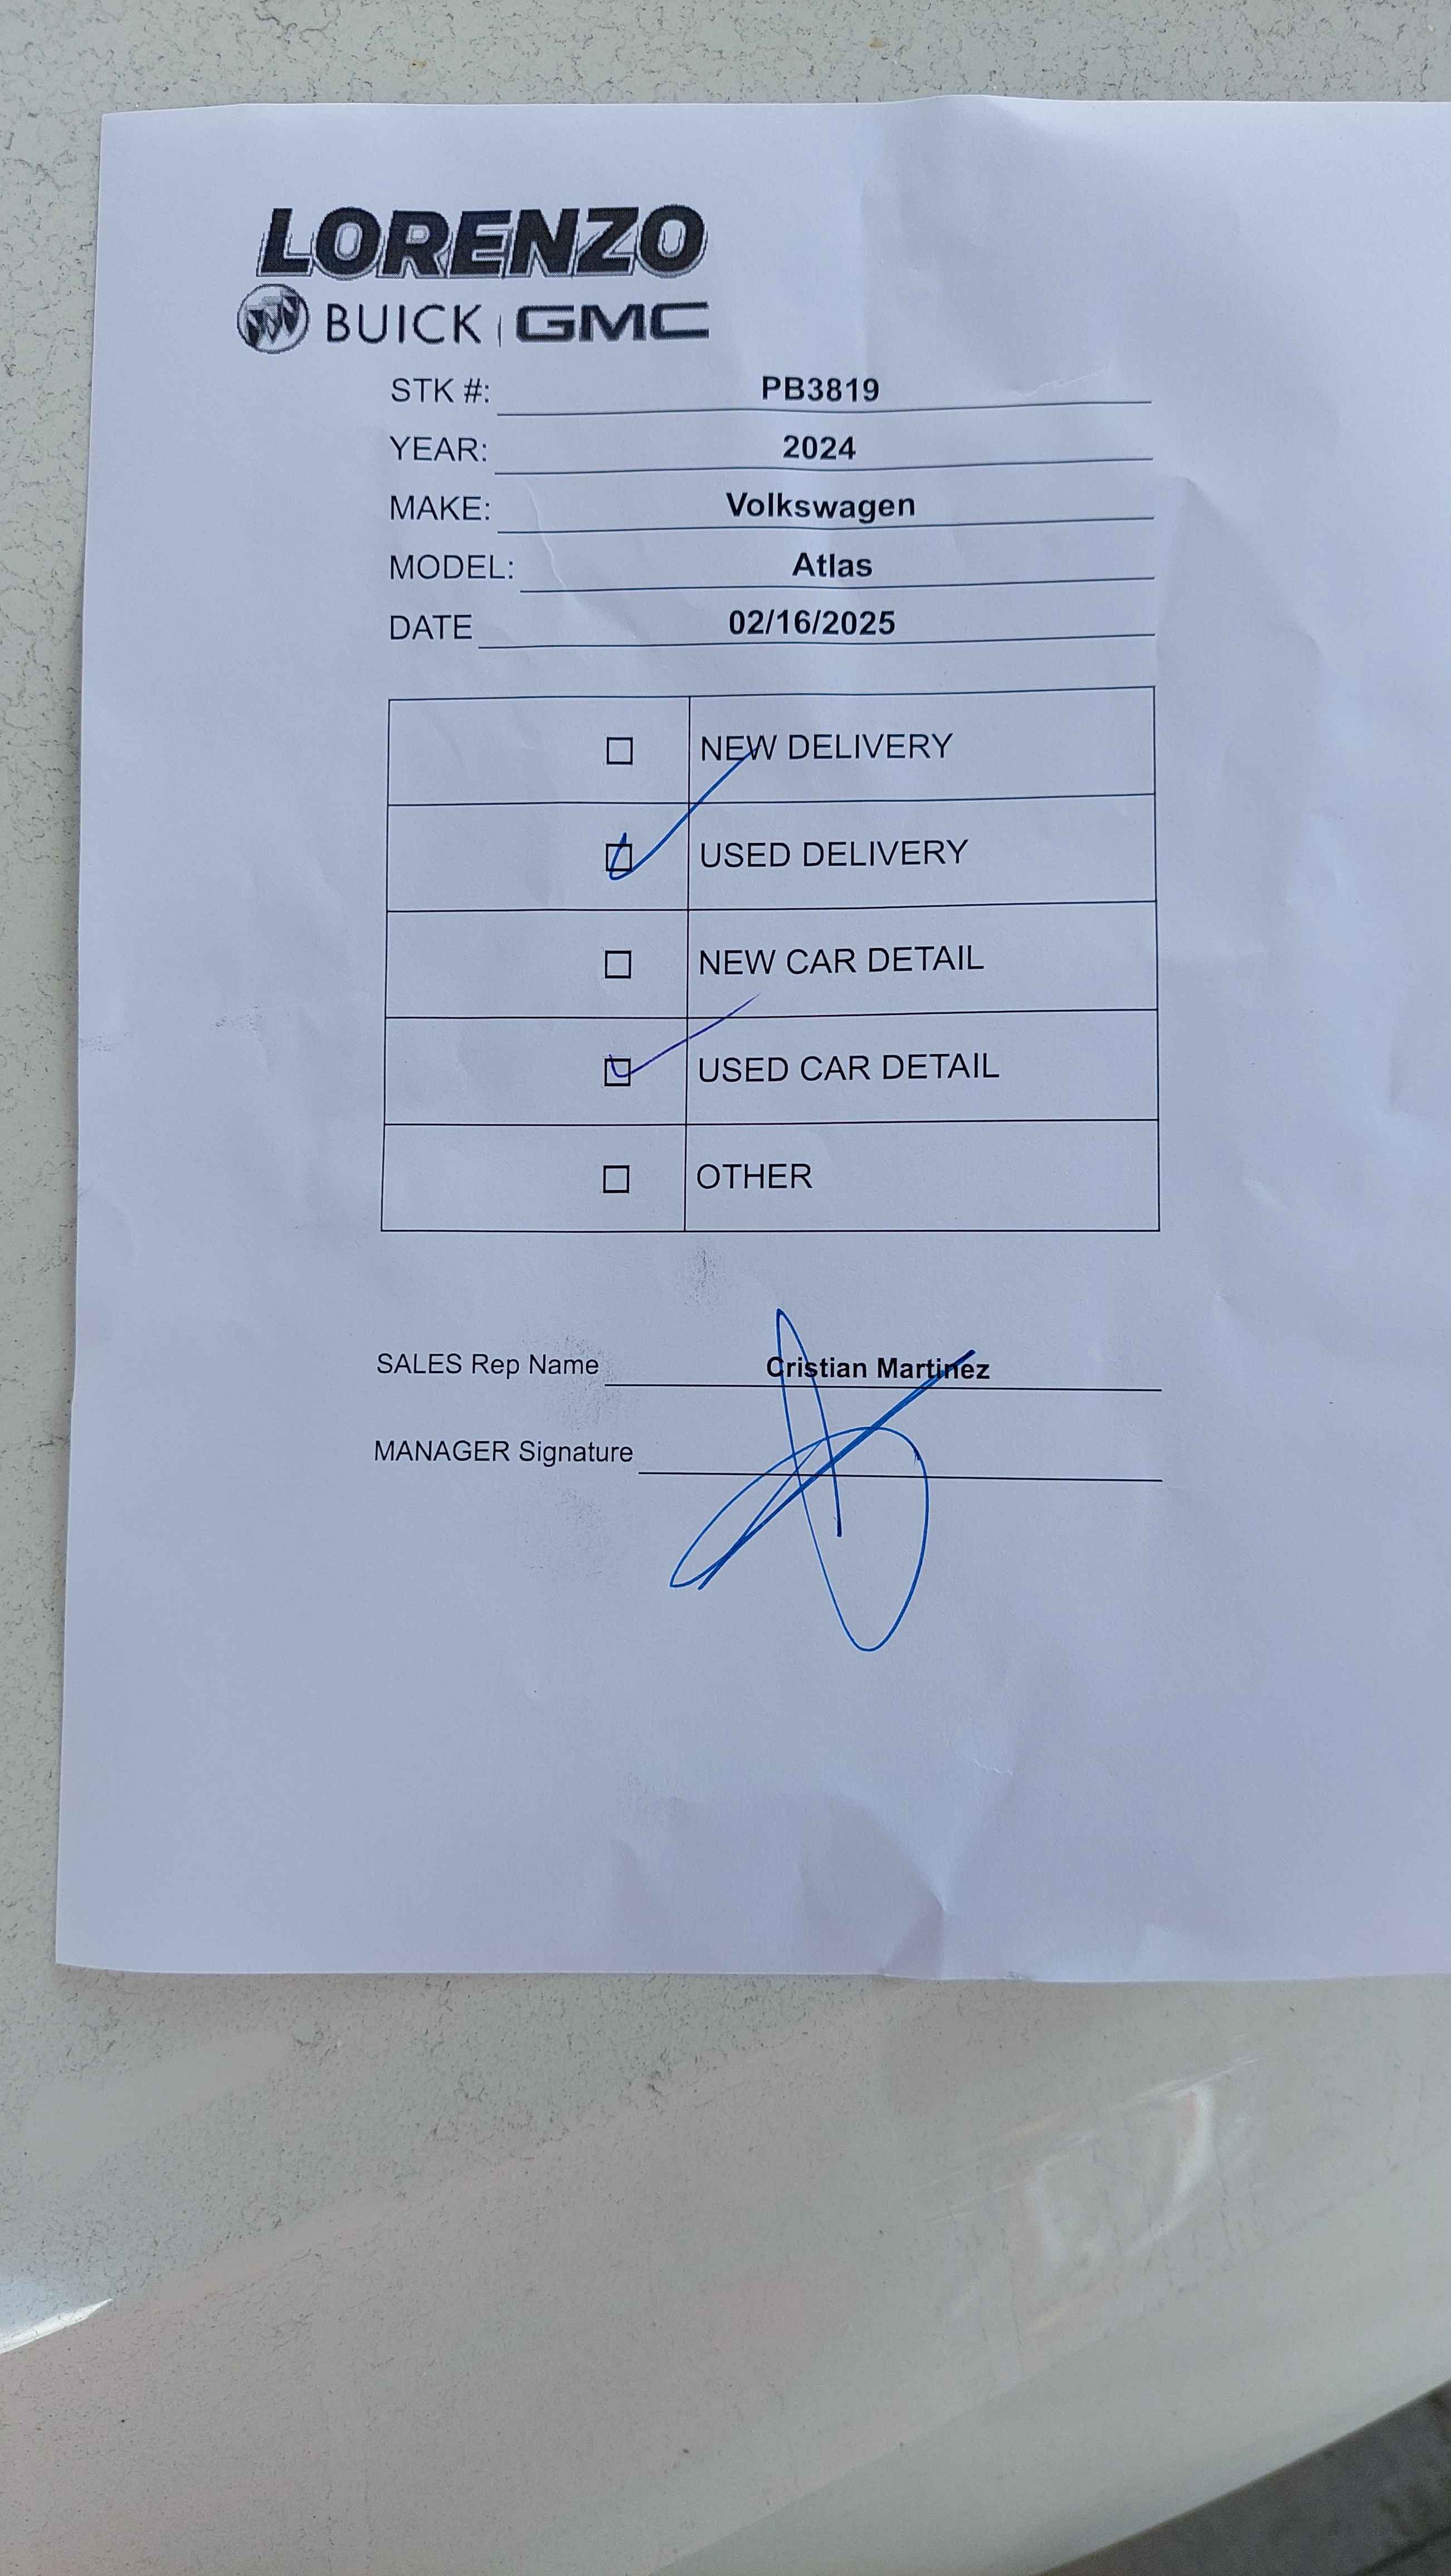 LORENZO
BUICK | GMC
STK #: PB3819
YEAR: 2024
MAKE: Volkswagen
MODEL: Atlas
DATE 02/16/2025
☐ NEW DELIVERY
☑ USED DELIVERY
☐ NEW CAR DETAIL
☑ USED CAR DETAIL
☐ OTHER
SALES Rep Name Cristian Martinez
MANAGER Signature